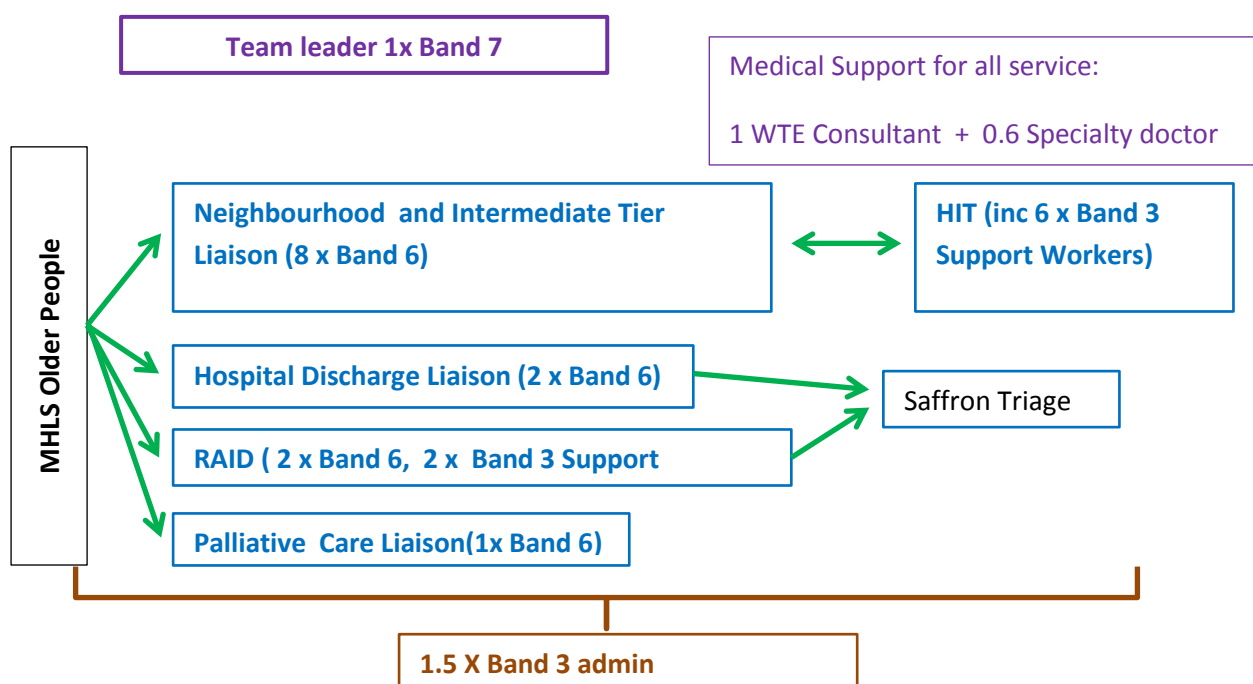 Team leader 1x Band 7
Medical Support for all service:
1 WTE Consultant + 0.6 Specialty doctor
MHLS Older People
Neighbourhood and Intermediate Tier
Liaison (8 x Band 6)
HIT (inc 6 x Band 3
Support Workers)
Hospital Discharge Liaison (2 x Band 6)
Saffron Triage
RAID ( 2 x Band 6, 2 x Band 3 Support
Palliative Care Liaison(1x Band 6)
1.5 X Band 3 admin